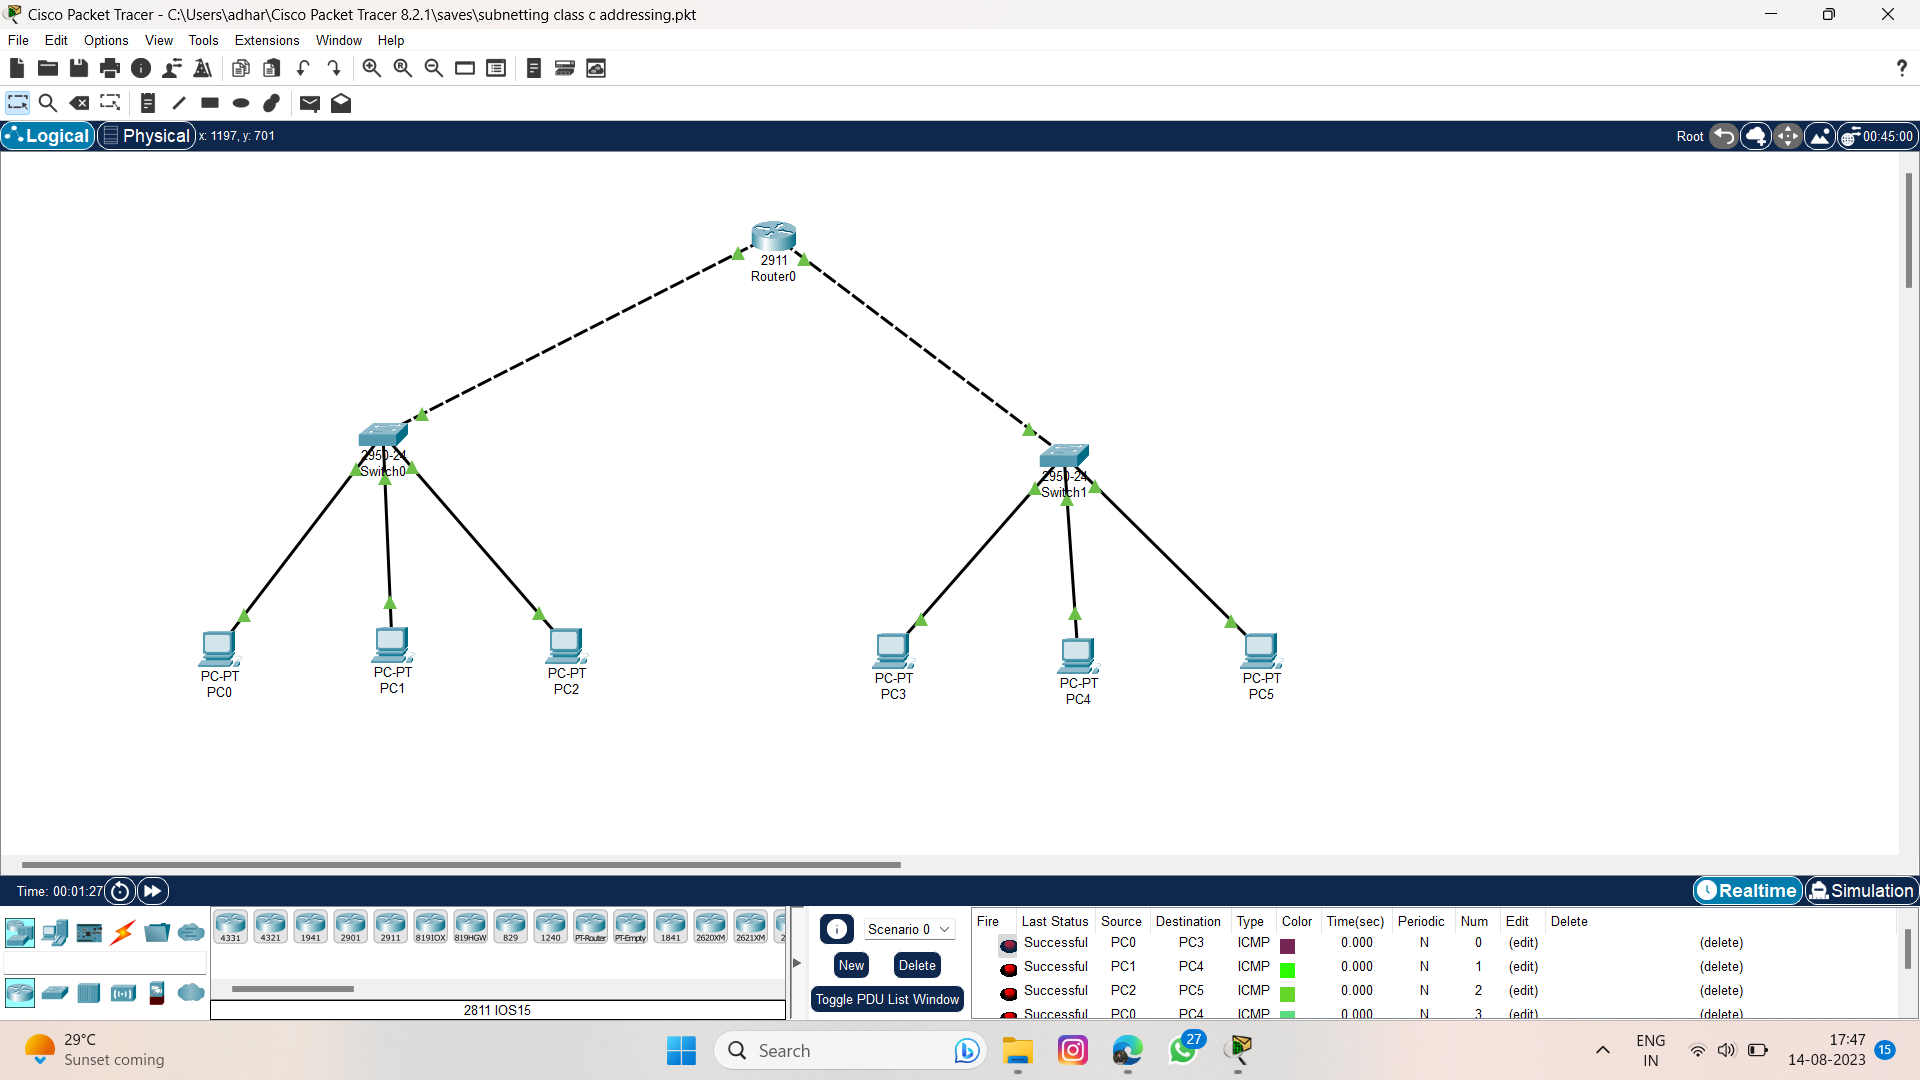 Cisco Packet Tracer - C:\Users\adhar\Cisco Packet Tracer 8.2.1\saves\subnetting class c addressing.pkt
File Edit Options View Tools Extensions Window Help
?
Logical Physical x: 1197, y: 701 Root 00:45:00
2911
Router0
2950-24
Switch0
2950-24
Switch1
PC-PT
PC0
PC-PT
PC1
PC-PT
PC2
PC-PT
PC3
PC-PT
PC4
PC-PT
PC5
Time: 00:01:27 Realtime Simulation
4331 4321 1941 2901 2911 819IOX 819HGW 829 1240 PT-Router PT-Empty 1841 2620XM 2621XM 2
2811 IOS15
Scenario 0
New Delete
Toggle PDU List Window
Fire Last Status Source Destination Type Color Time(sec) Periodic Num Edit Delete
Successful PC0 PC3 ICMP 0.000 N 0 (edit) (delete)
Successful PC1 PC4 ICMP 0.000 N 1 (edit) (delete)
Successful PC2 PC5 ICMP 0.000 N 2 (edit) (delete)
Successful PC0 PC4 ICMP 0.000 N 3 (edit) (delete)
29°C
Sunset coming
Search
27
ENG
IN
17:47
14-08-2023
15